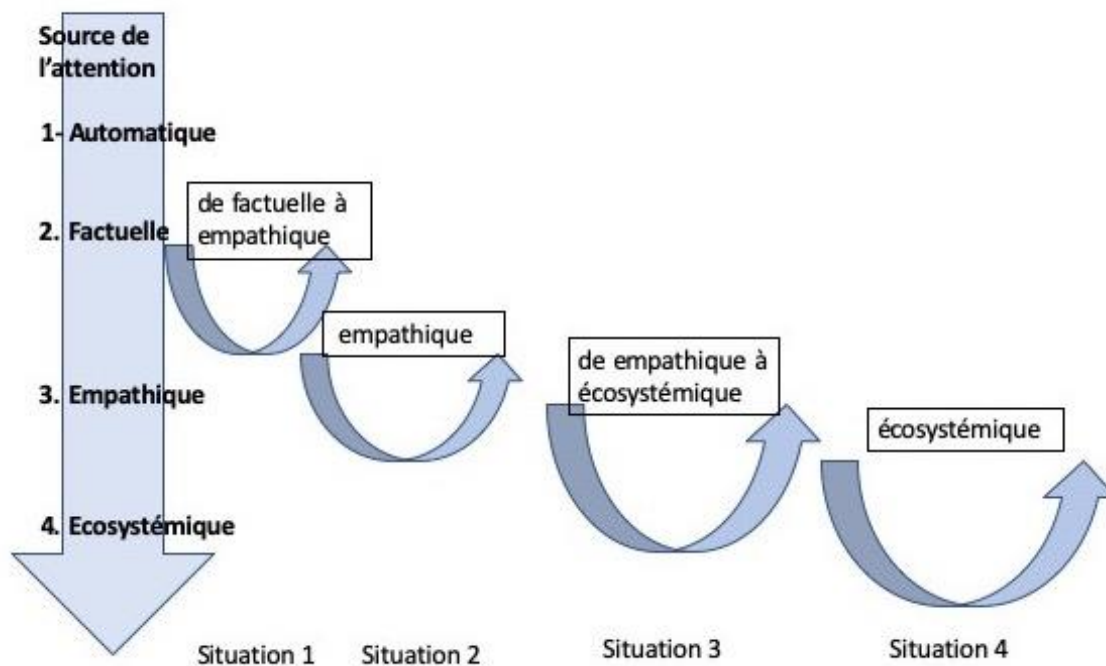 Source de
l'attention
1- Automatique
2. Factuelle
3. Empathique
4. Ecosystémique
de factuelle à
empathique
empathique
de empathique à
écosystémique
écosystémique
Situation 1
Situation 2
Situation 3
Situation 4